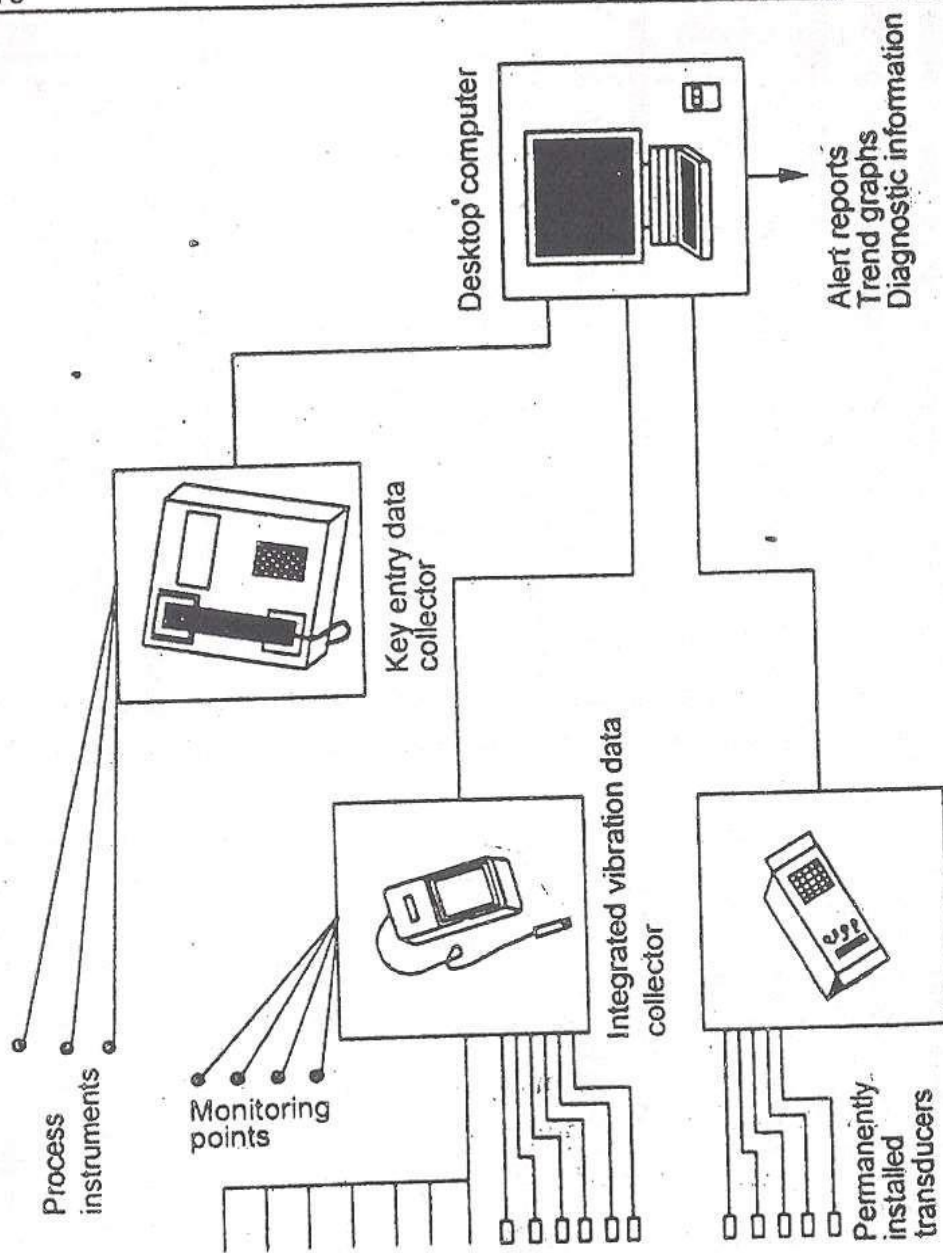 Process
instruments
Monitoring
points
Key entry data
collector
Integrated vibration data
collector
Permanently
installed
transducers
Desktop computer
Alert reports
Trend graphs
Diagnostic information